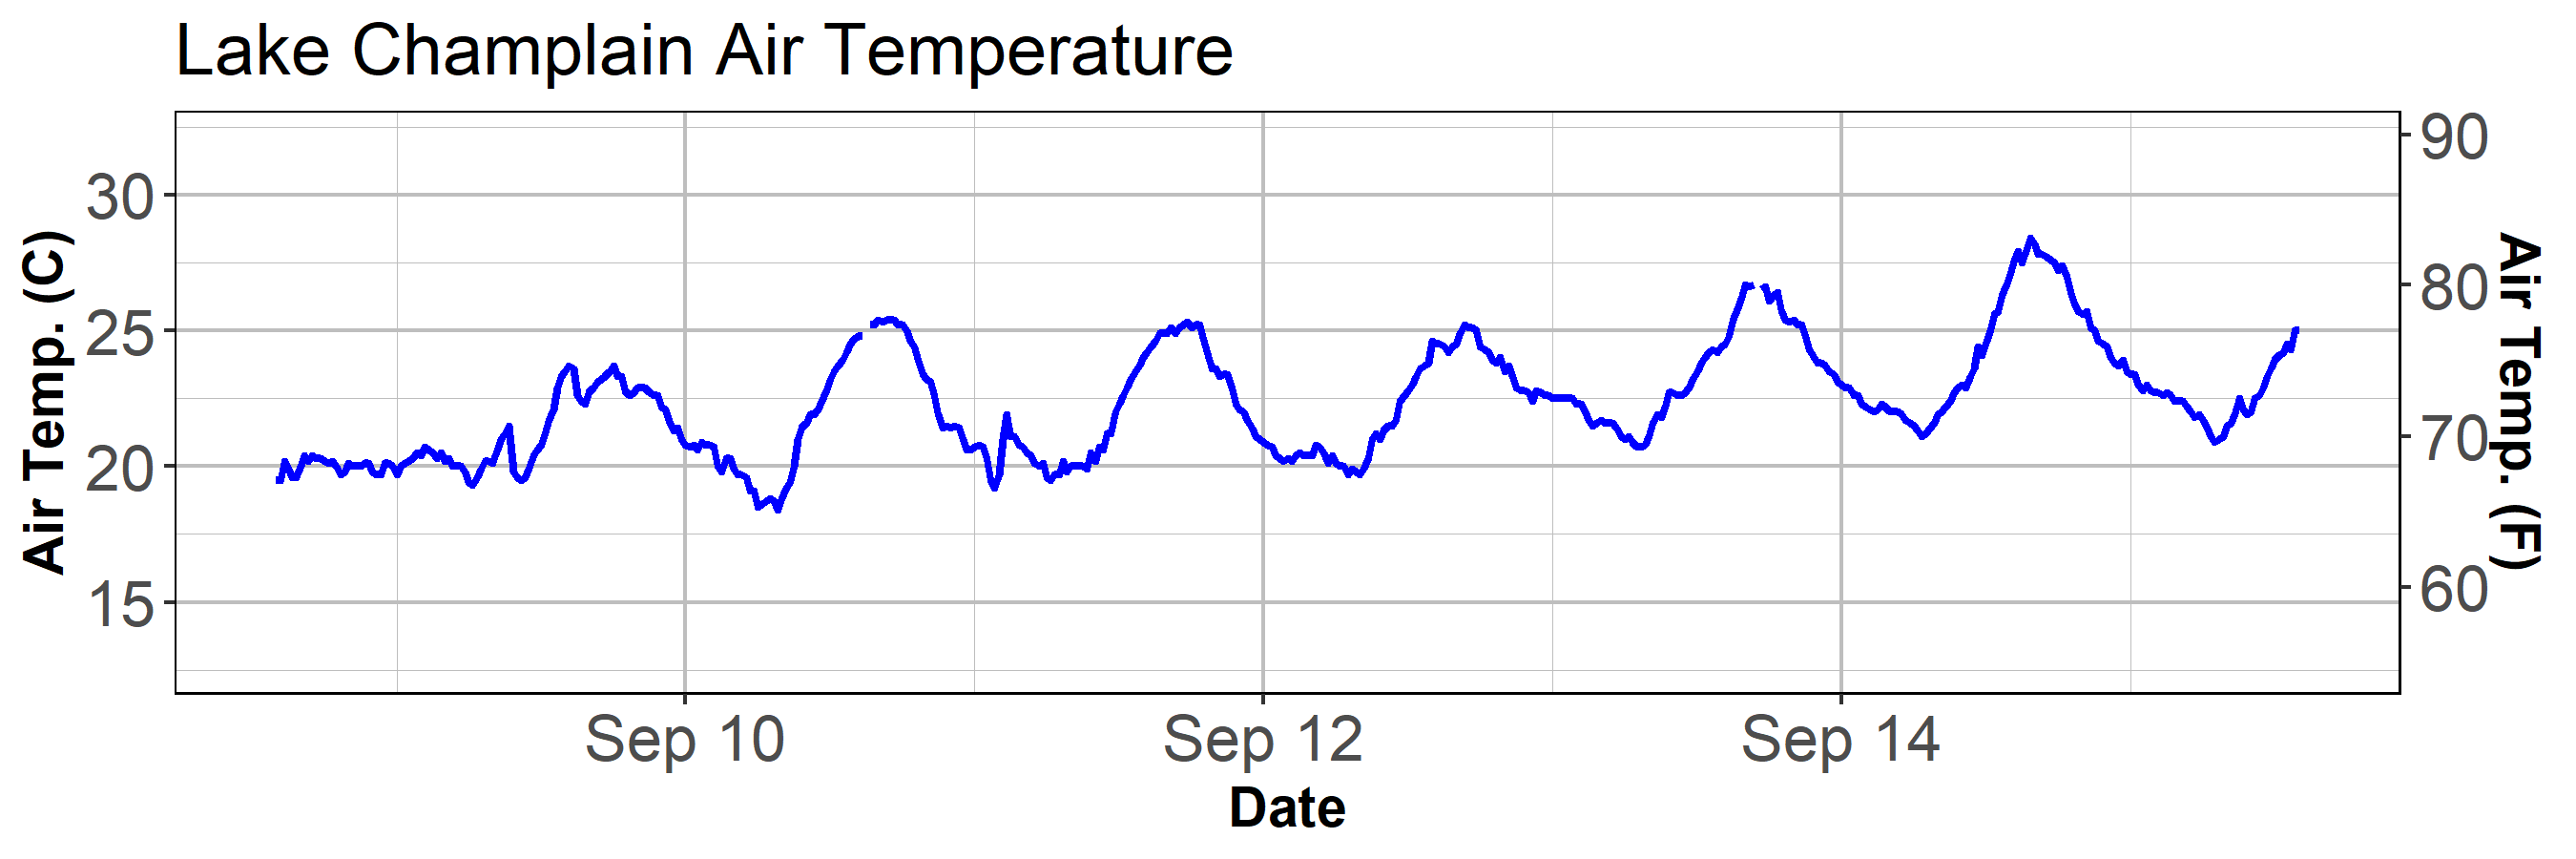 Lake Champlain Air Temperature
Air Temp. (C)
30
25
20
15
90
80
70
60
Air Temp. (F)
Sep 10
Sep 12
Sep 14
Date